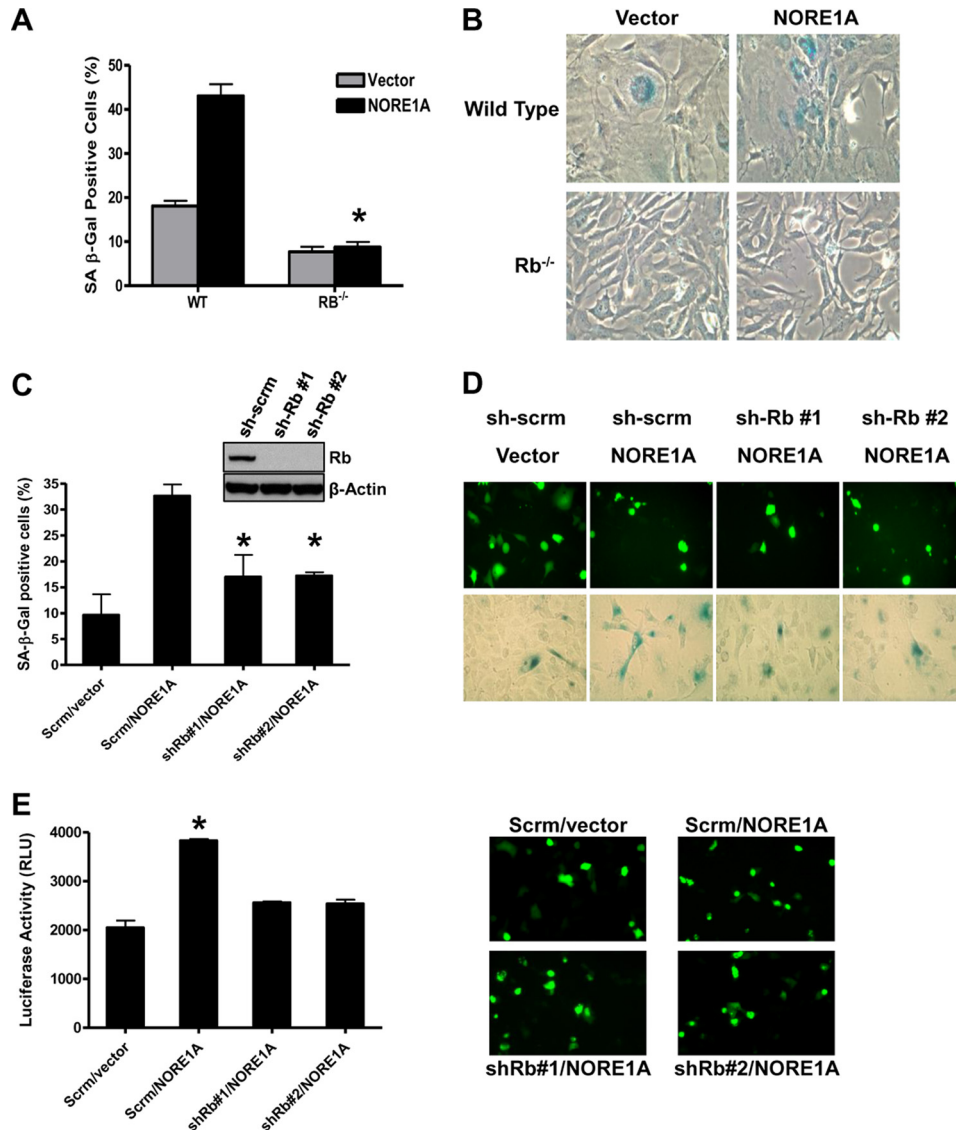 A
SA β-Gal Positive Cells (%)
50
40
30
20
10
0
Vector
NORE1A
*
WT
RB-/-
B
Vector
NORE1A
Wild Type
Rb-/-
C
sh-scrm
sh-Rb #1
sh-Rb #2
Rb
β-Actin
SA-β-Gal positive cells (%)
35
30
25
20
15
10
5
0
*
*
Scrm/vector
Scrm/NORE1A
shRb#1/NORE1A
shRb#2/NORE1A
D
sh-scrm
sh-scrm
sh-Rb #1
sh-Rb #2
Vector
NORE1A
NORE1A
NORE1A
E
Luciferase Activity (RLU)
4000
3000
2000
1000
0
*
Scrm/vector
Scrm/NORE1A
shRb#1/NORE1A
shRb#2/NORE1A
Scrm/vector
Scrm/NORE1A
shRb#1/NORE1A
shRb#2/NORE1A